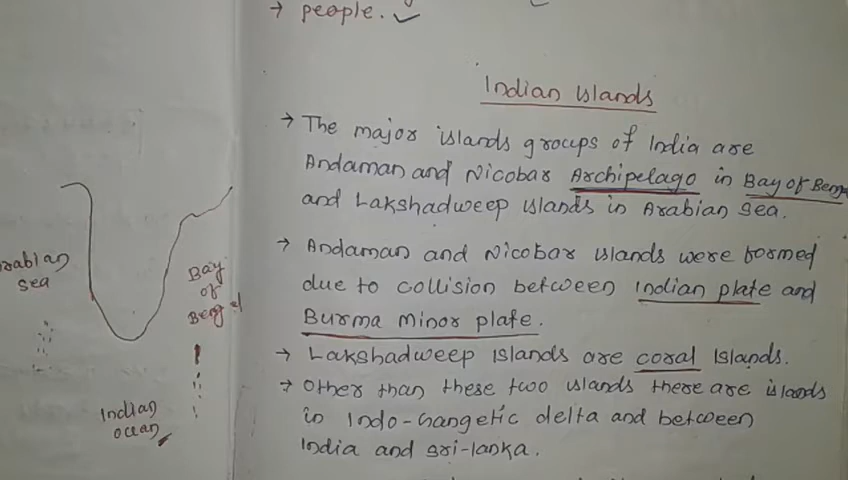 → people.
Indian islands
→ The major islands groups of India are
Andaman and Nicobar Archipelago in Bay of Beng
and Lakshadweep islands in Arabian sea.
→ Andaman and Nicobar islands were formed
due to collision between Indian plate and
Burma minor plate.
→ Lakshadweep Islands are coral Islands.
→ Other than these two islands there are islands
in Indo-Gangetic delta and between
India and sri-lanka.
rabian
sea
Bay
of
Bengal
Indian
ocean